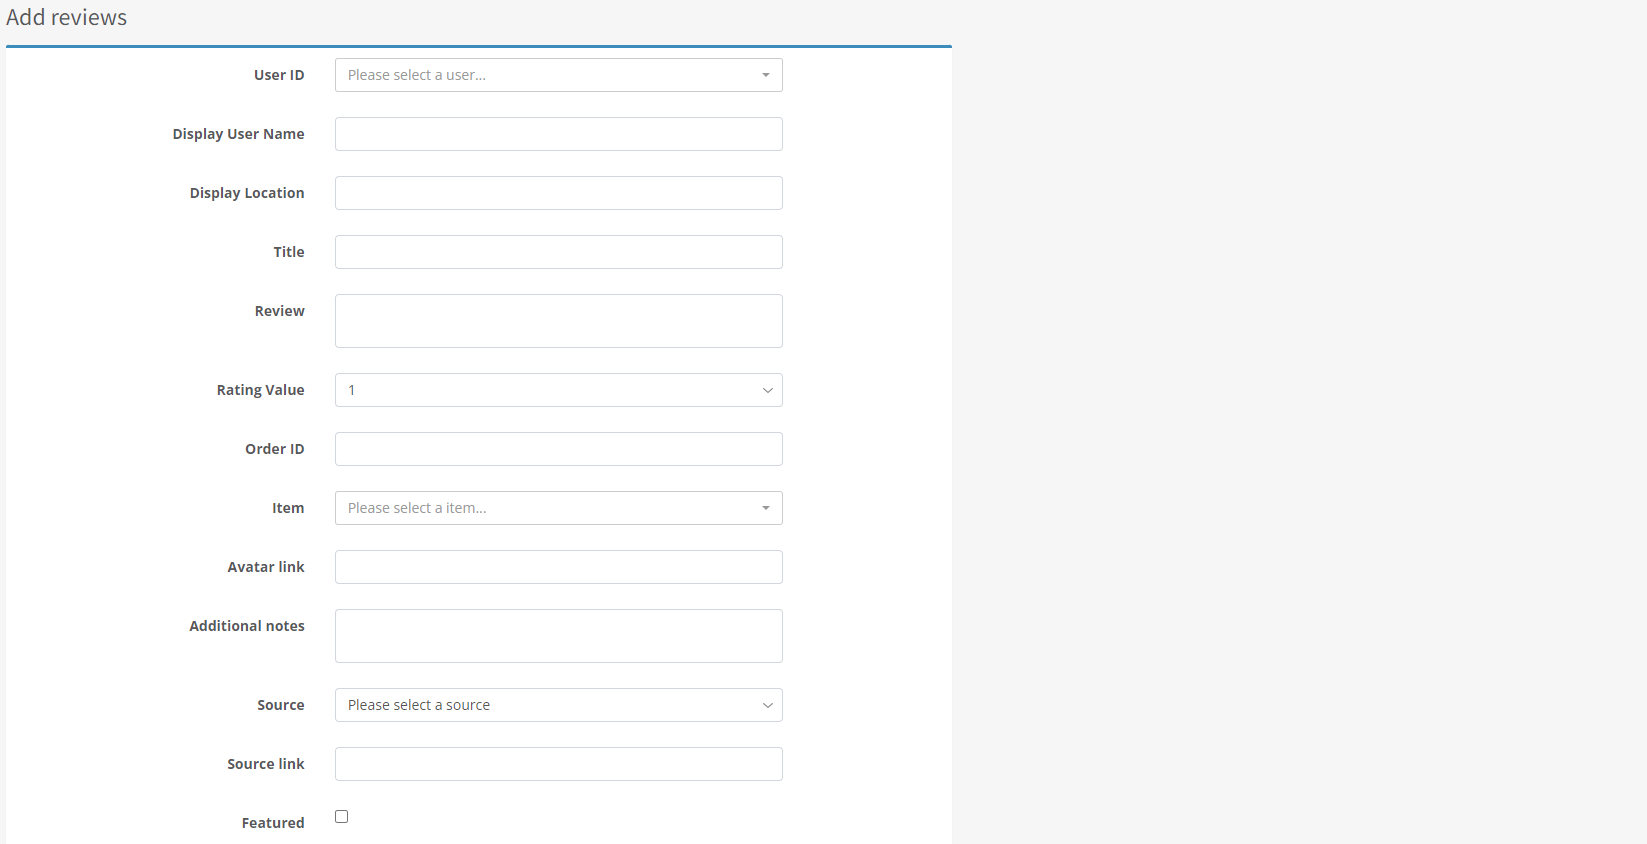 Add reviews
User ID Please select a user...
Display User Name
Display Location
Title
Review
Rating Value 1
Order ID
Item Please select a item...
Avatar link
Additional notes
Source Please select a source
Source link
Featured